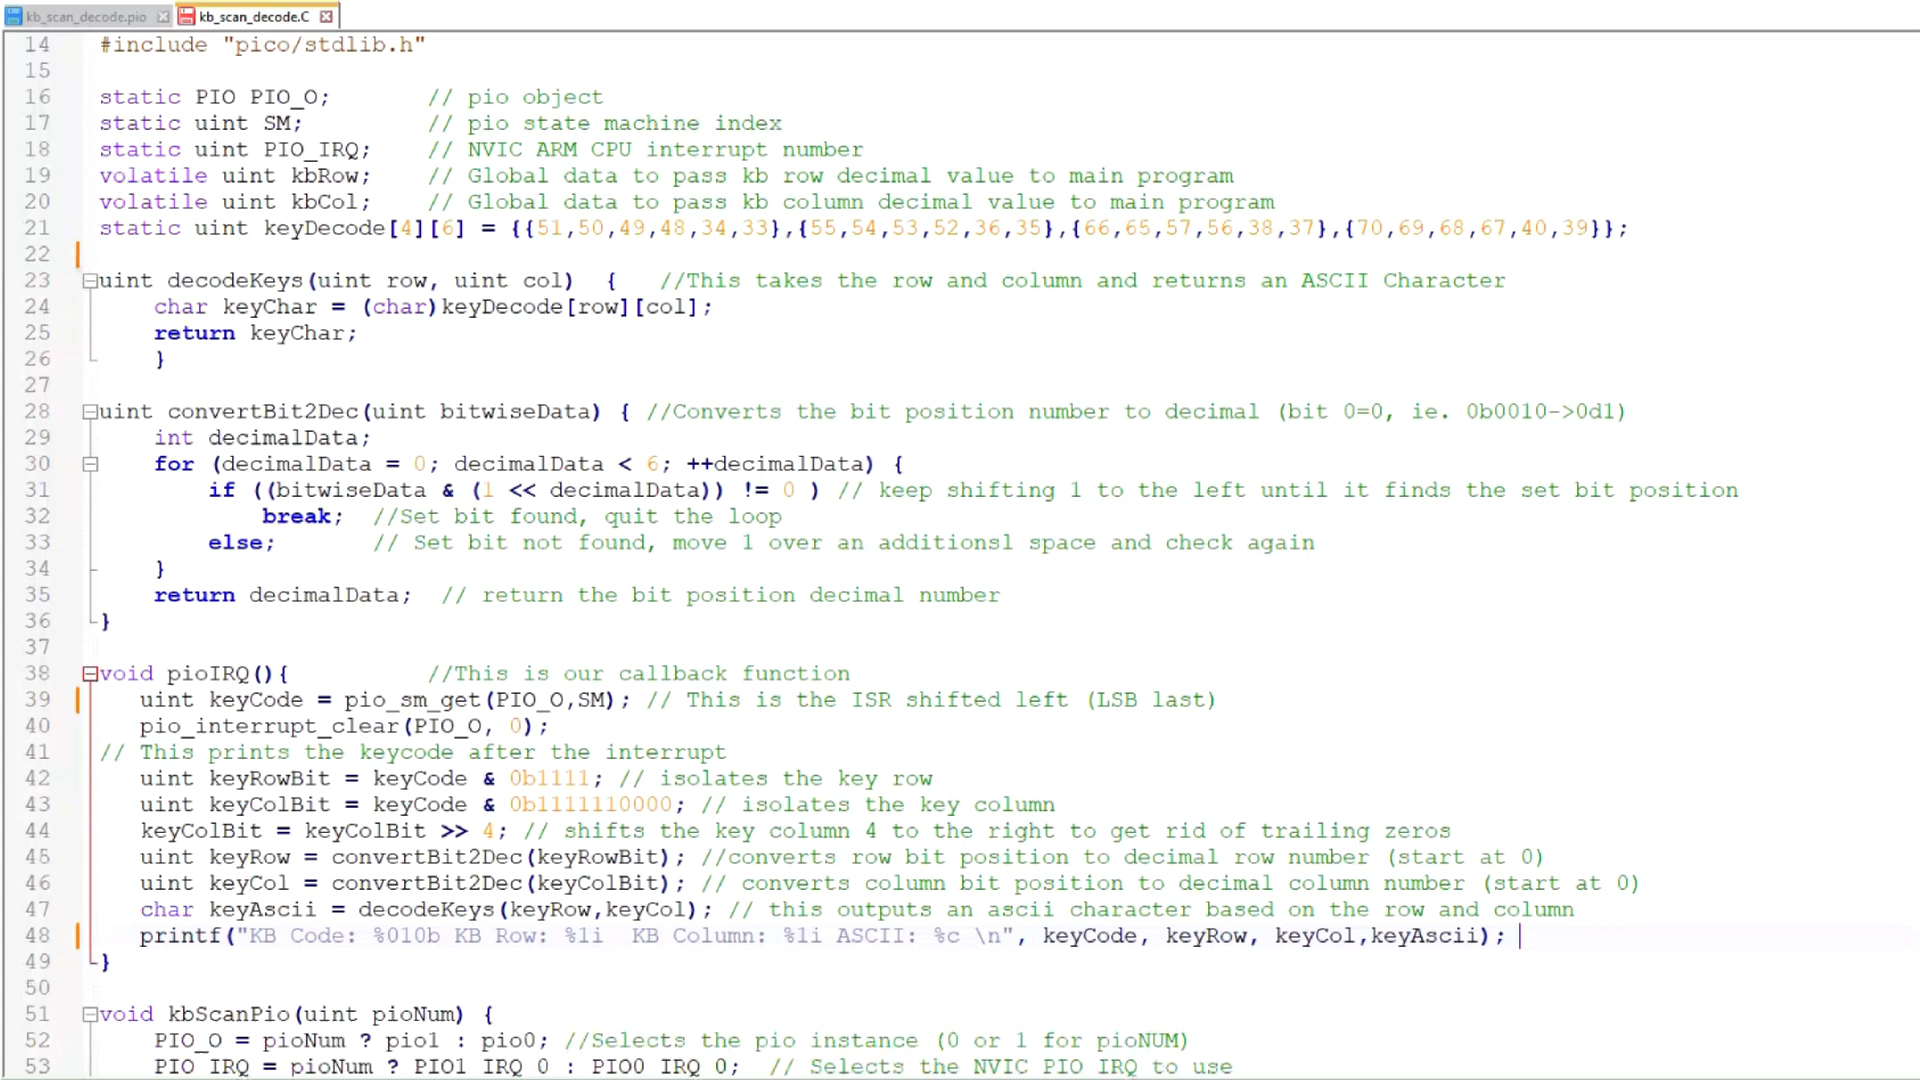 kb_scan_decode.pio kb_scan_decode.C
14 #include "pico/stdlib.h"
15
16 static PIO PIO_O; // pio object
17 static uint SM; // pio state machine index
18 static uint PIO_IRQ; // NVIC ARM CPU interrupt number
19 volatile uint kbRow; // Global data to pass kb row decimal value to main program
20 volatile uint kbCol; // Global data to pass kb column decimal value to main program
21 static uint keyDecode[4][6] = {{51,50,49,48,34,33},{55,54,53,52,36,35},{66,65,57,56,38,37},{70,69,68,67,40,39}};
22
23 uint decodeKeys(uint row, uint col) { //This takes the row and column and returns an ASCII Character
24 char keyChar = (char)keyDecode[row][col];
25 return keyChar;
26 }
27
28 uint convertBit2Dec(uint bitwiseData) { //Converts the bit position number to decimal (bit 0=0, ie. 0b0010->0d1)
29 int decimalData;
30 for (decimalData = 0; decimalData < 6; ++decimalData) {
31 if ((bitwiseData & (1 << decimalData)) != 0 ) // keep shifting 1 to the left until it finds the set bit position
32 break; //Set bit found, quit the loop
33 else; // Set bit not found, move 1 over an additionsl space and check again
34 }
35 return decimalData; // return the bit position decimal number
36 }
37
38 void pioIRQ(){ //This is our callback function
39 uint keyCode = pio_sm_get(PIO_O,SM); // This is the ISR shifted left (LSB last)
40 pio_interrupt_clear(PIO_O, 0);
41 // This prints the keycode after the interrupt
42 uint keyRowBit = keyCode & 0b1111; // isolates the key row
43 uint keyColBit = keyCode & 0b1111110000; // isolates the key column
44 keyColBit = keyColBit >> 4; // shifts the key column 4 to the right to get rid of trailing zeros
45 uint keyRow = convertBit2Dec(keyRowBit); //converts row bit position to decimal row number (start at 0)
46 uint keyCol = convertBit2Dec(keyColBit); // converts column bit position to decimal column number (start at 0)
47 char keyAscii = decodeKeys(keyRow,keyCol); // this outputs an ascii character based on the row and column
48 printf("KB Code: %010b KB Row: %1i  KB Column: %1i ASCII: %c \n", keyCode, keyRow, keyCol,keyAscii);
49 }
50
51 void kbScanPio(uint pioNum) {
52 PIO_O = pioNum ? pio1 : pio0; //Selects the pio instance (0 or 1 for pioNUM)
53 PIO_IRQ = pioNum ? PIO1_IRQ_0 : PIO0_IRQ_0; // Selects the NVIC PIO IRQ to use